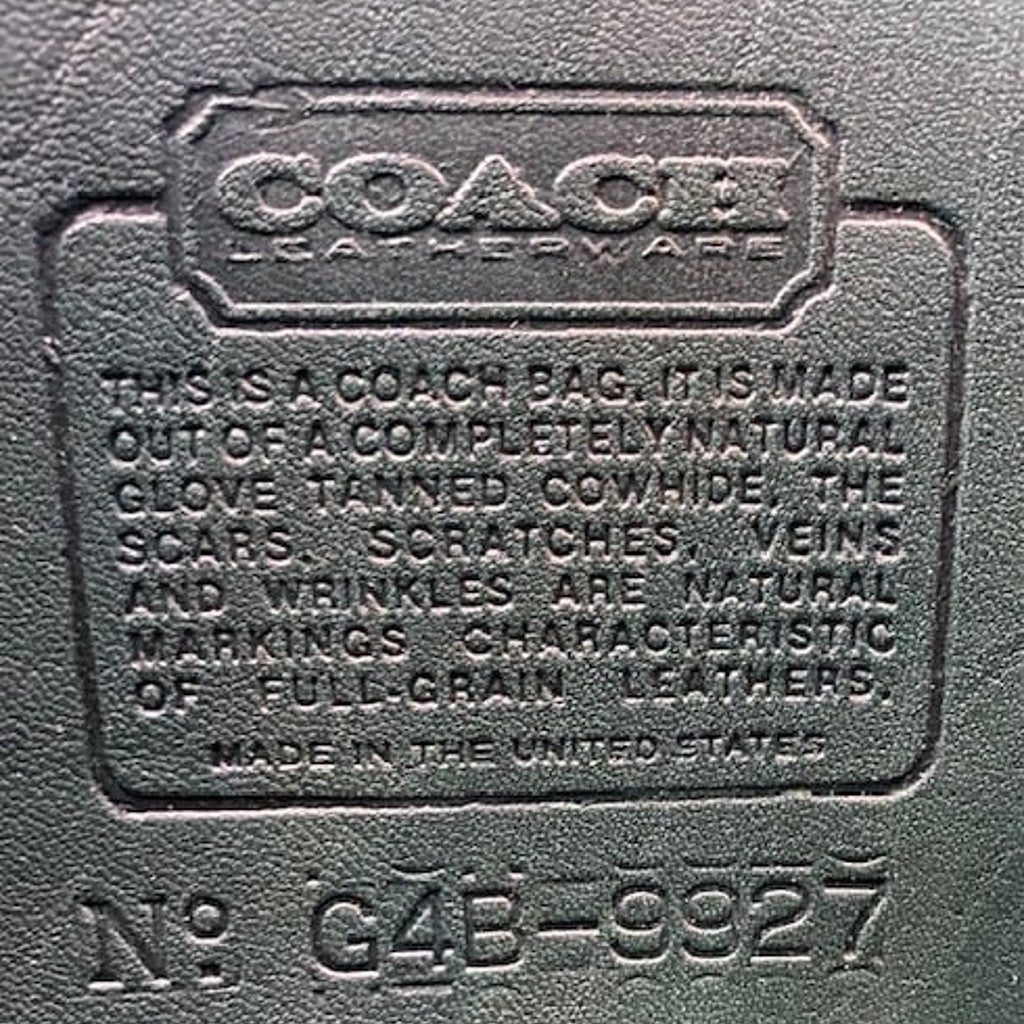 COACH
LEATHERWARE
THIS IS A COACH BAG. IT IS MADE
OUT OF A COMPLETELY NATURAL
GLOVE TANNED COWHIDE. THE
SCARS, SCRATCHES, VEINS
AND WRINKLES ARE NATURAL
MARKINGS CHARACTERISTIC
OF FULL-GRAIN LEATHERS.
MADE IN THE UNITED STATES
Nº G4B-9927